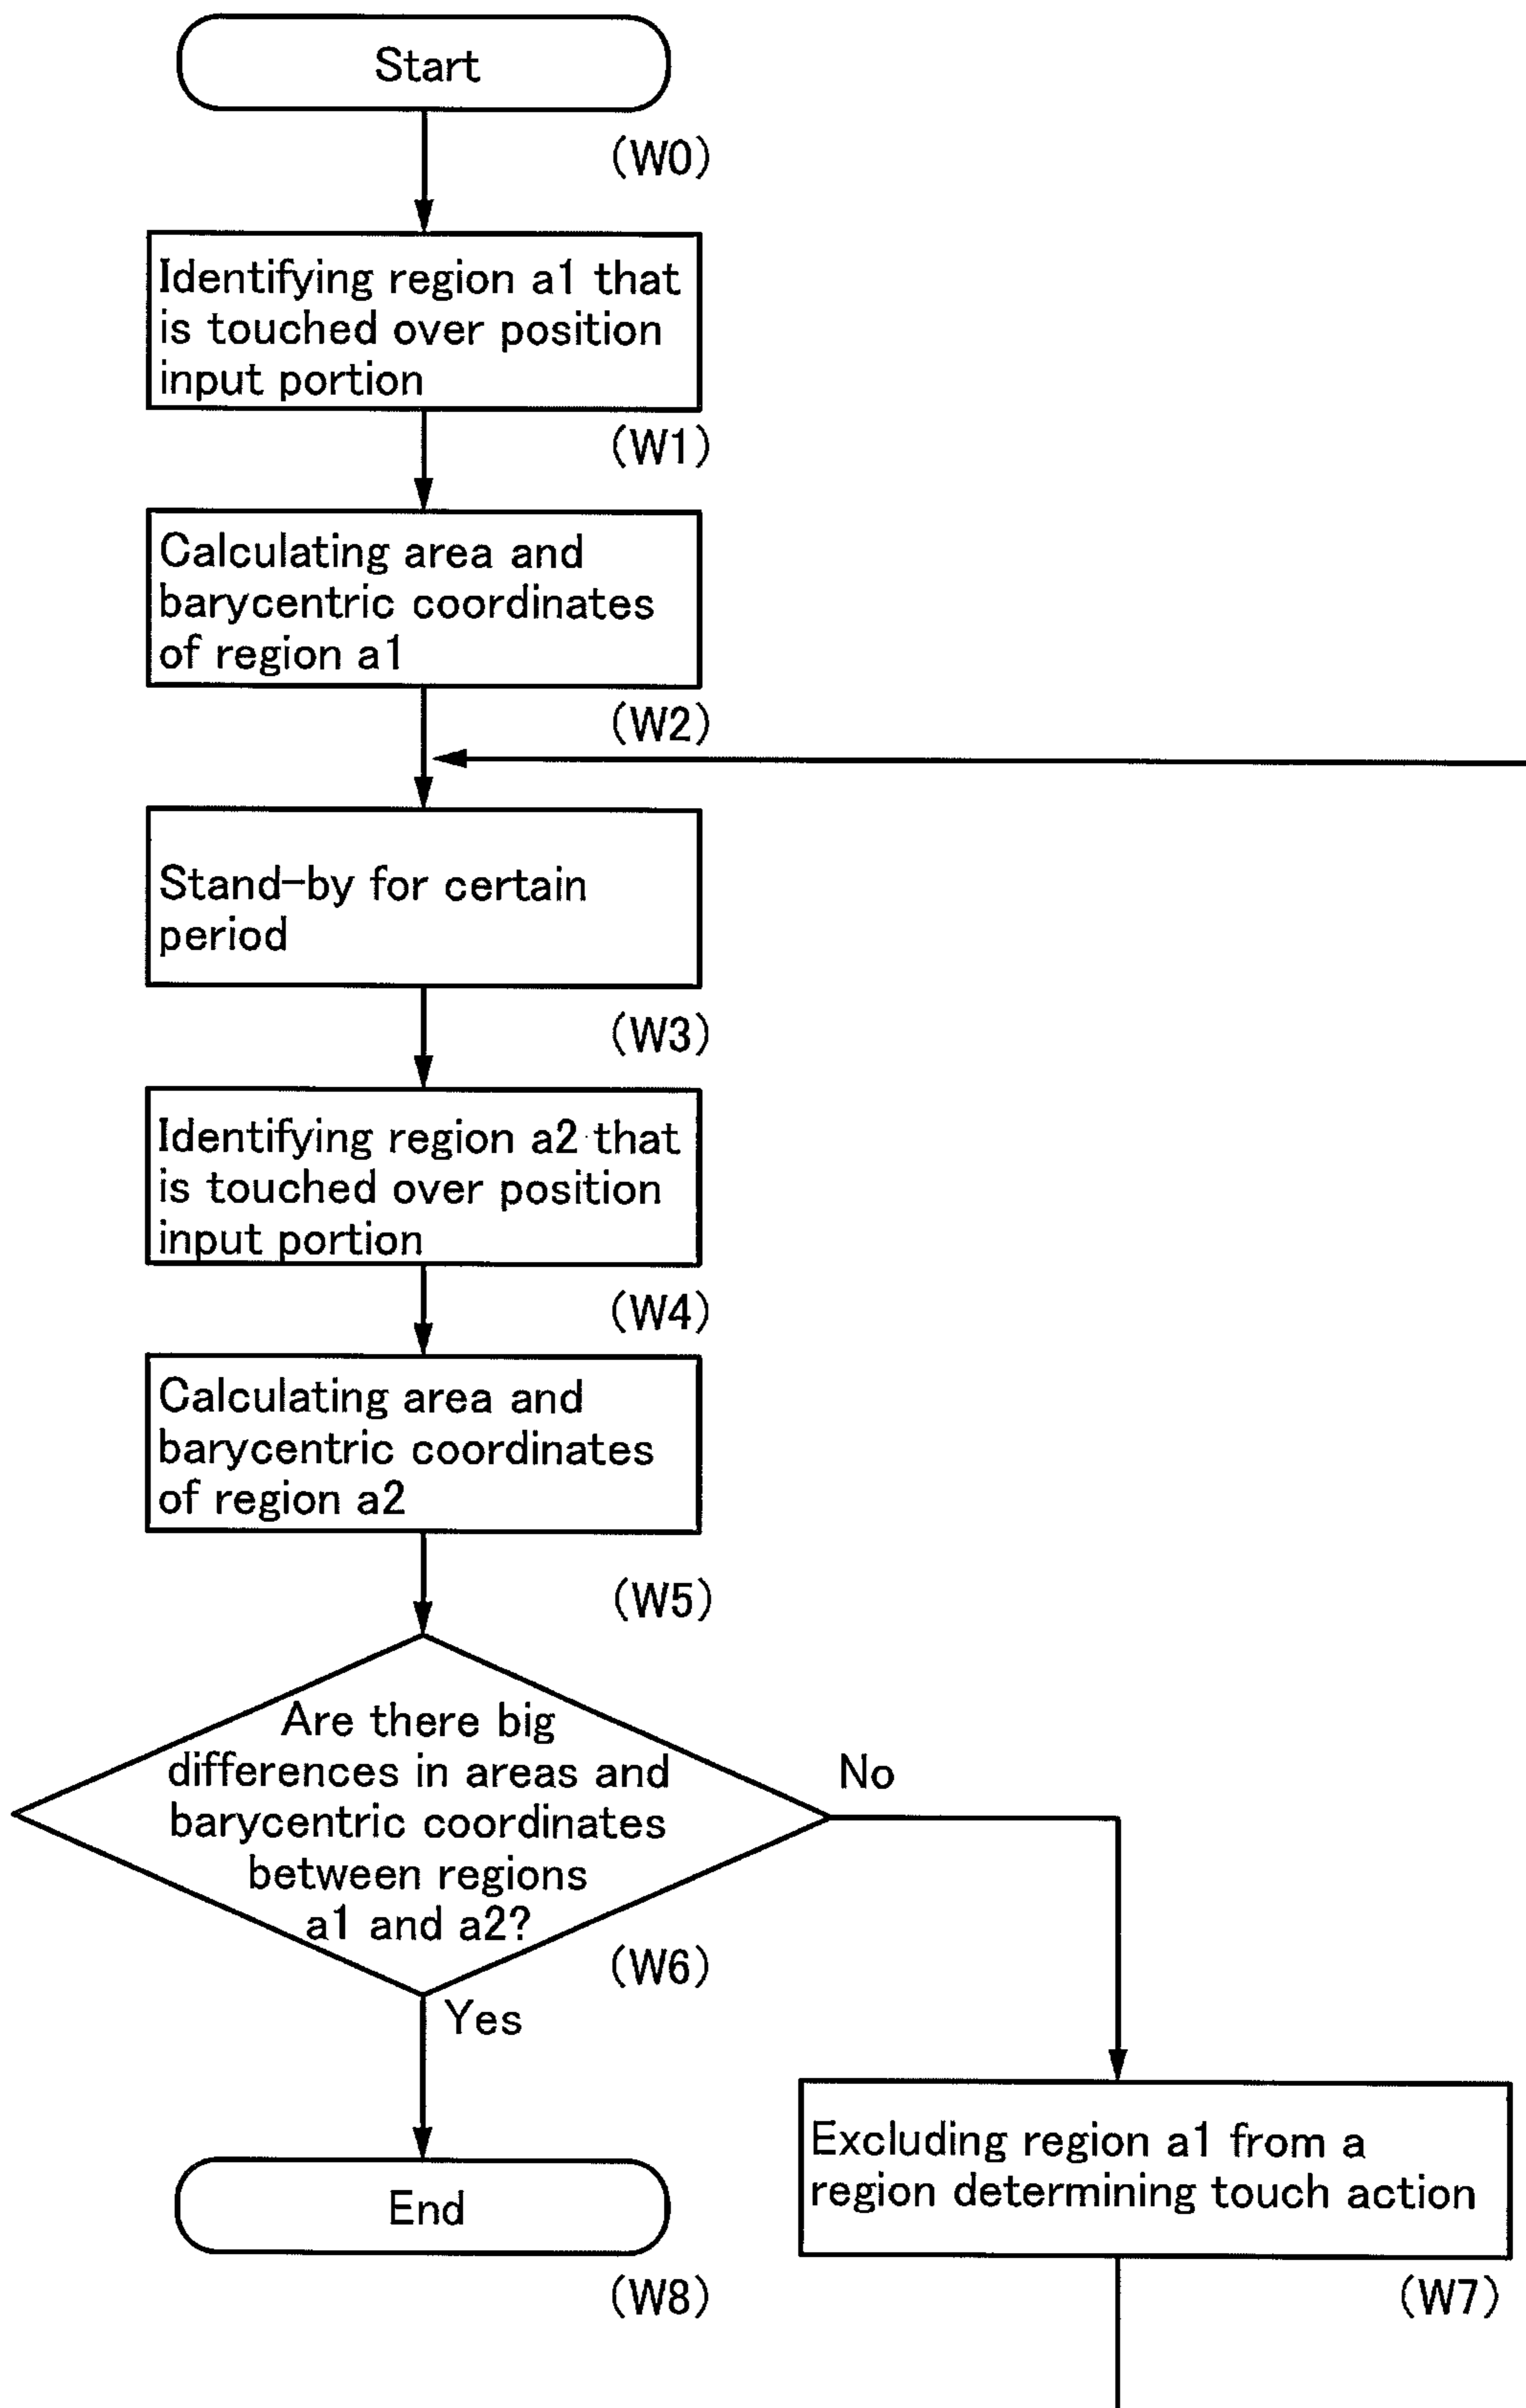 Start
(W0)
Identifying region a1 that
is touched over position
input portion
(W1)
Calculating area and
barycentric coordinates
of region a1
(W2)
Stand-by for certain
period
(W3)
Identifying region a2 that
is touched over position
input portion
(W4)
Calculating area and
barycentric coordinates
of region a2
(W5)
Are there big
differences in areas and
barycentric coordinates
between regions
a1 and a2?
No
(W6)
Yes
Excluding region a1 from a
region determining touch action
(W7)
End
(W8)